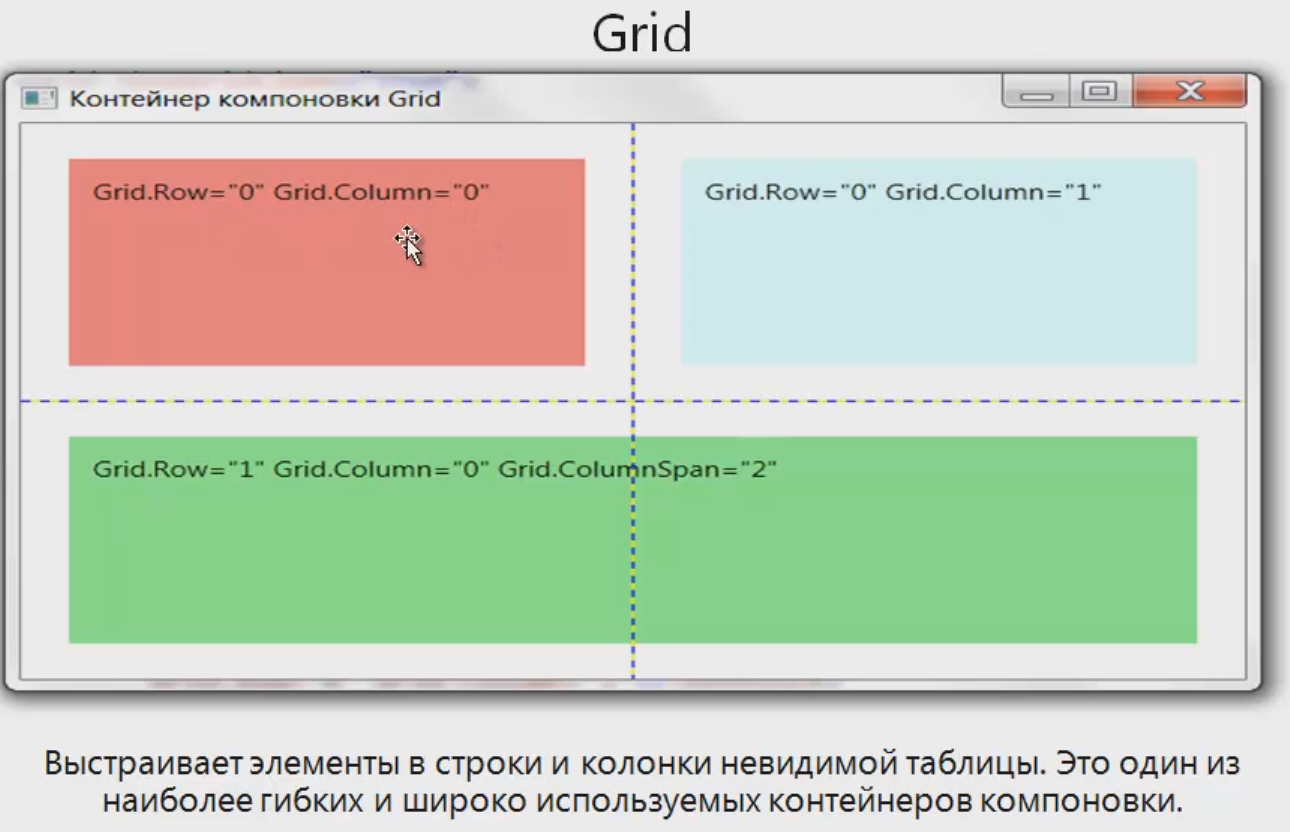 Grid
Контейнер компоновки Grid
Grid.Row="0" Grid.Column="0"
Grid.Row="0" Grid.Column="1"
Grid.Row="1" Grid.Column="0" Grid.ColumnSpan="2"
Выстраивает элементы в строки и колонки невидимой таблицы. Это один из
наиболее гибких и широко используемых контейнеров компоновки.